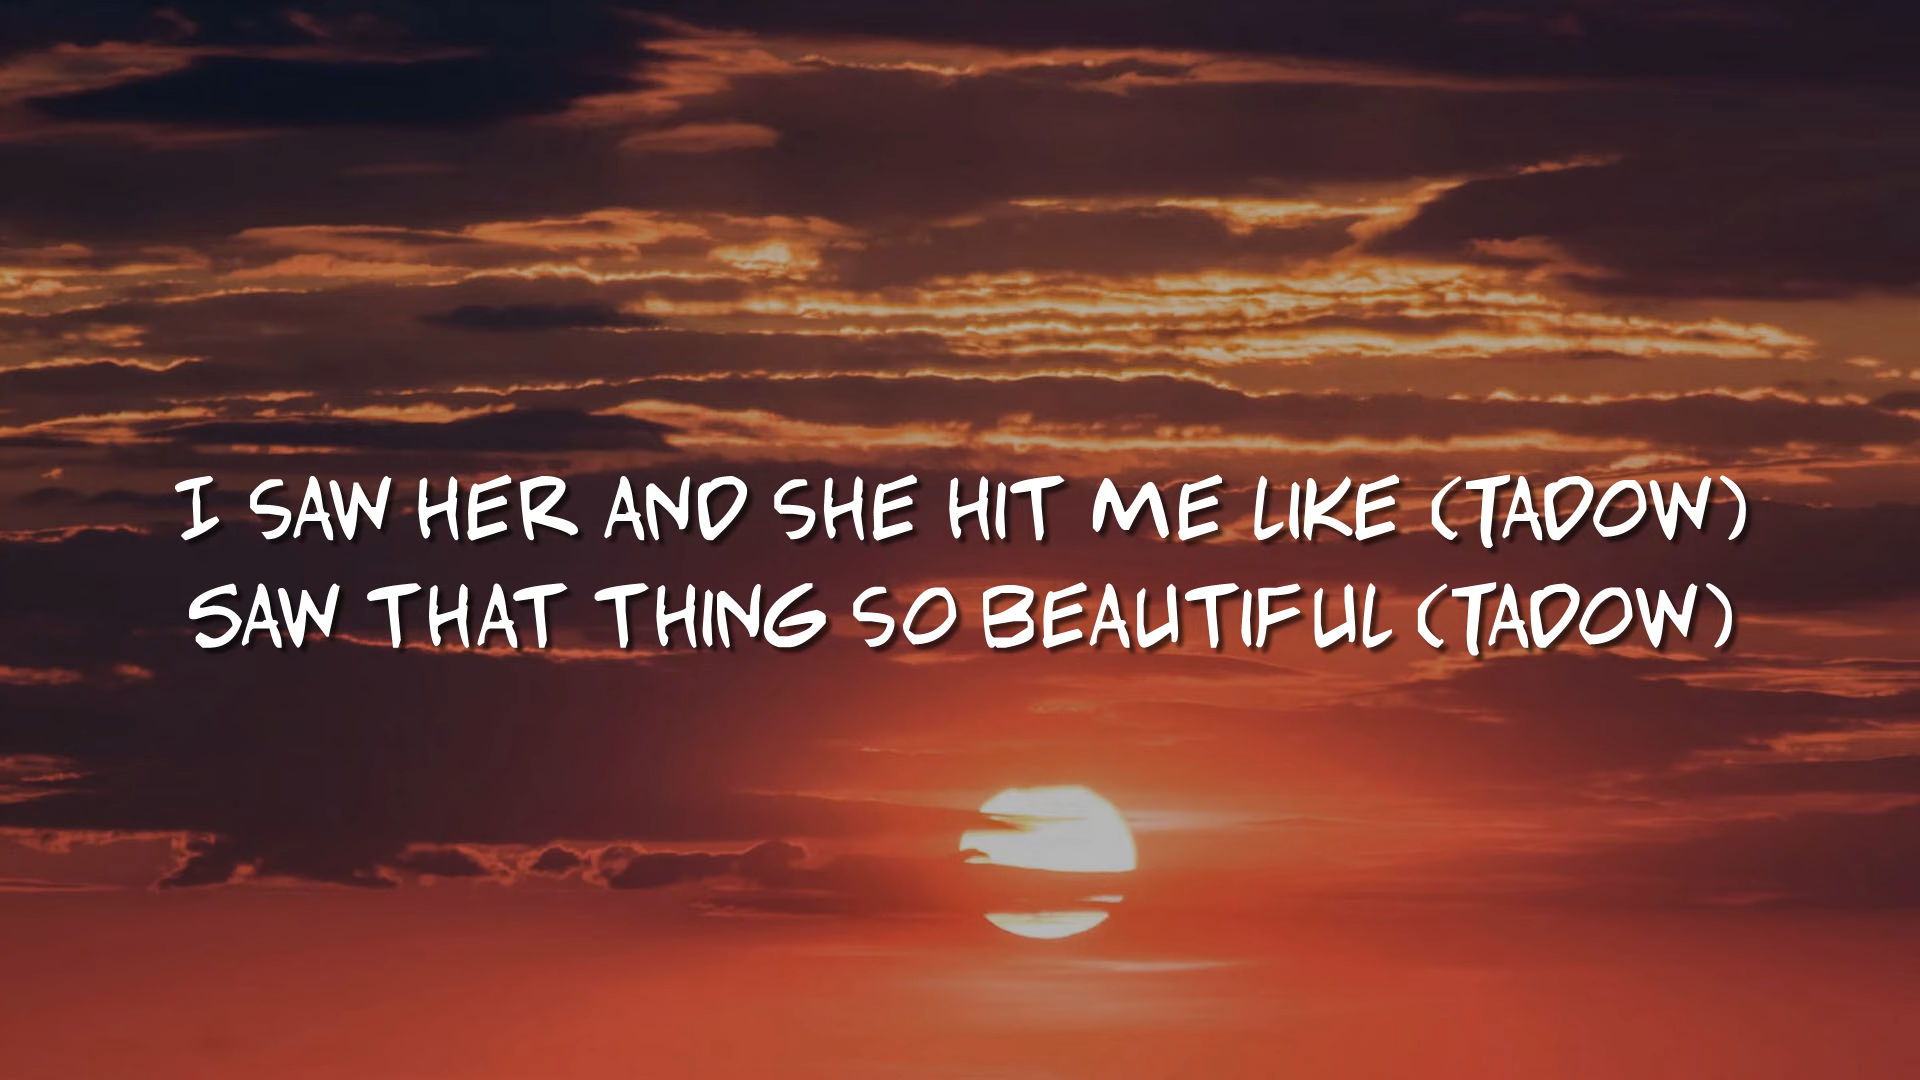 I SAW HER AND SHE HIT ME LIKE (TADOW)
SAW THAT THING SO BEAUTIFUL (TADOW)